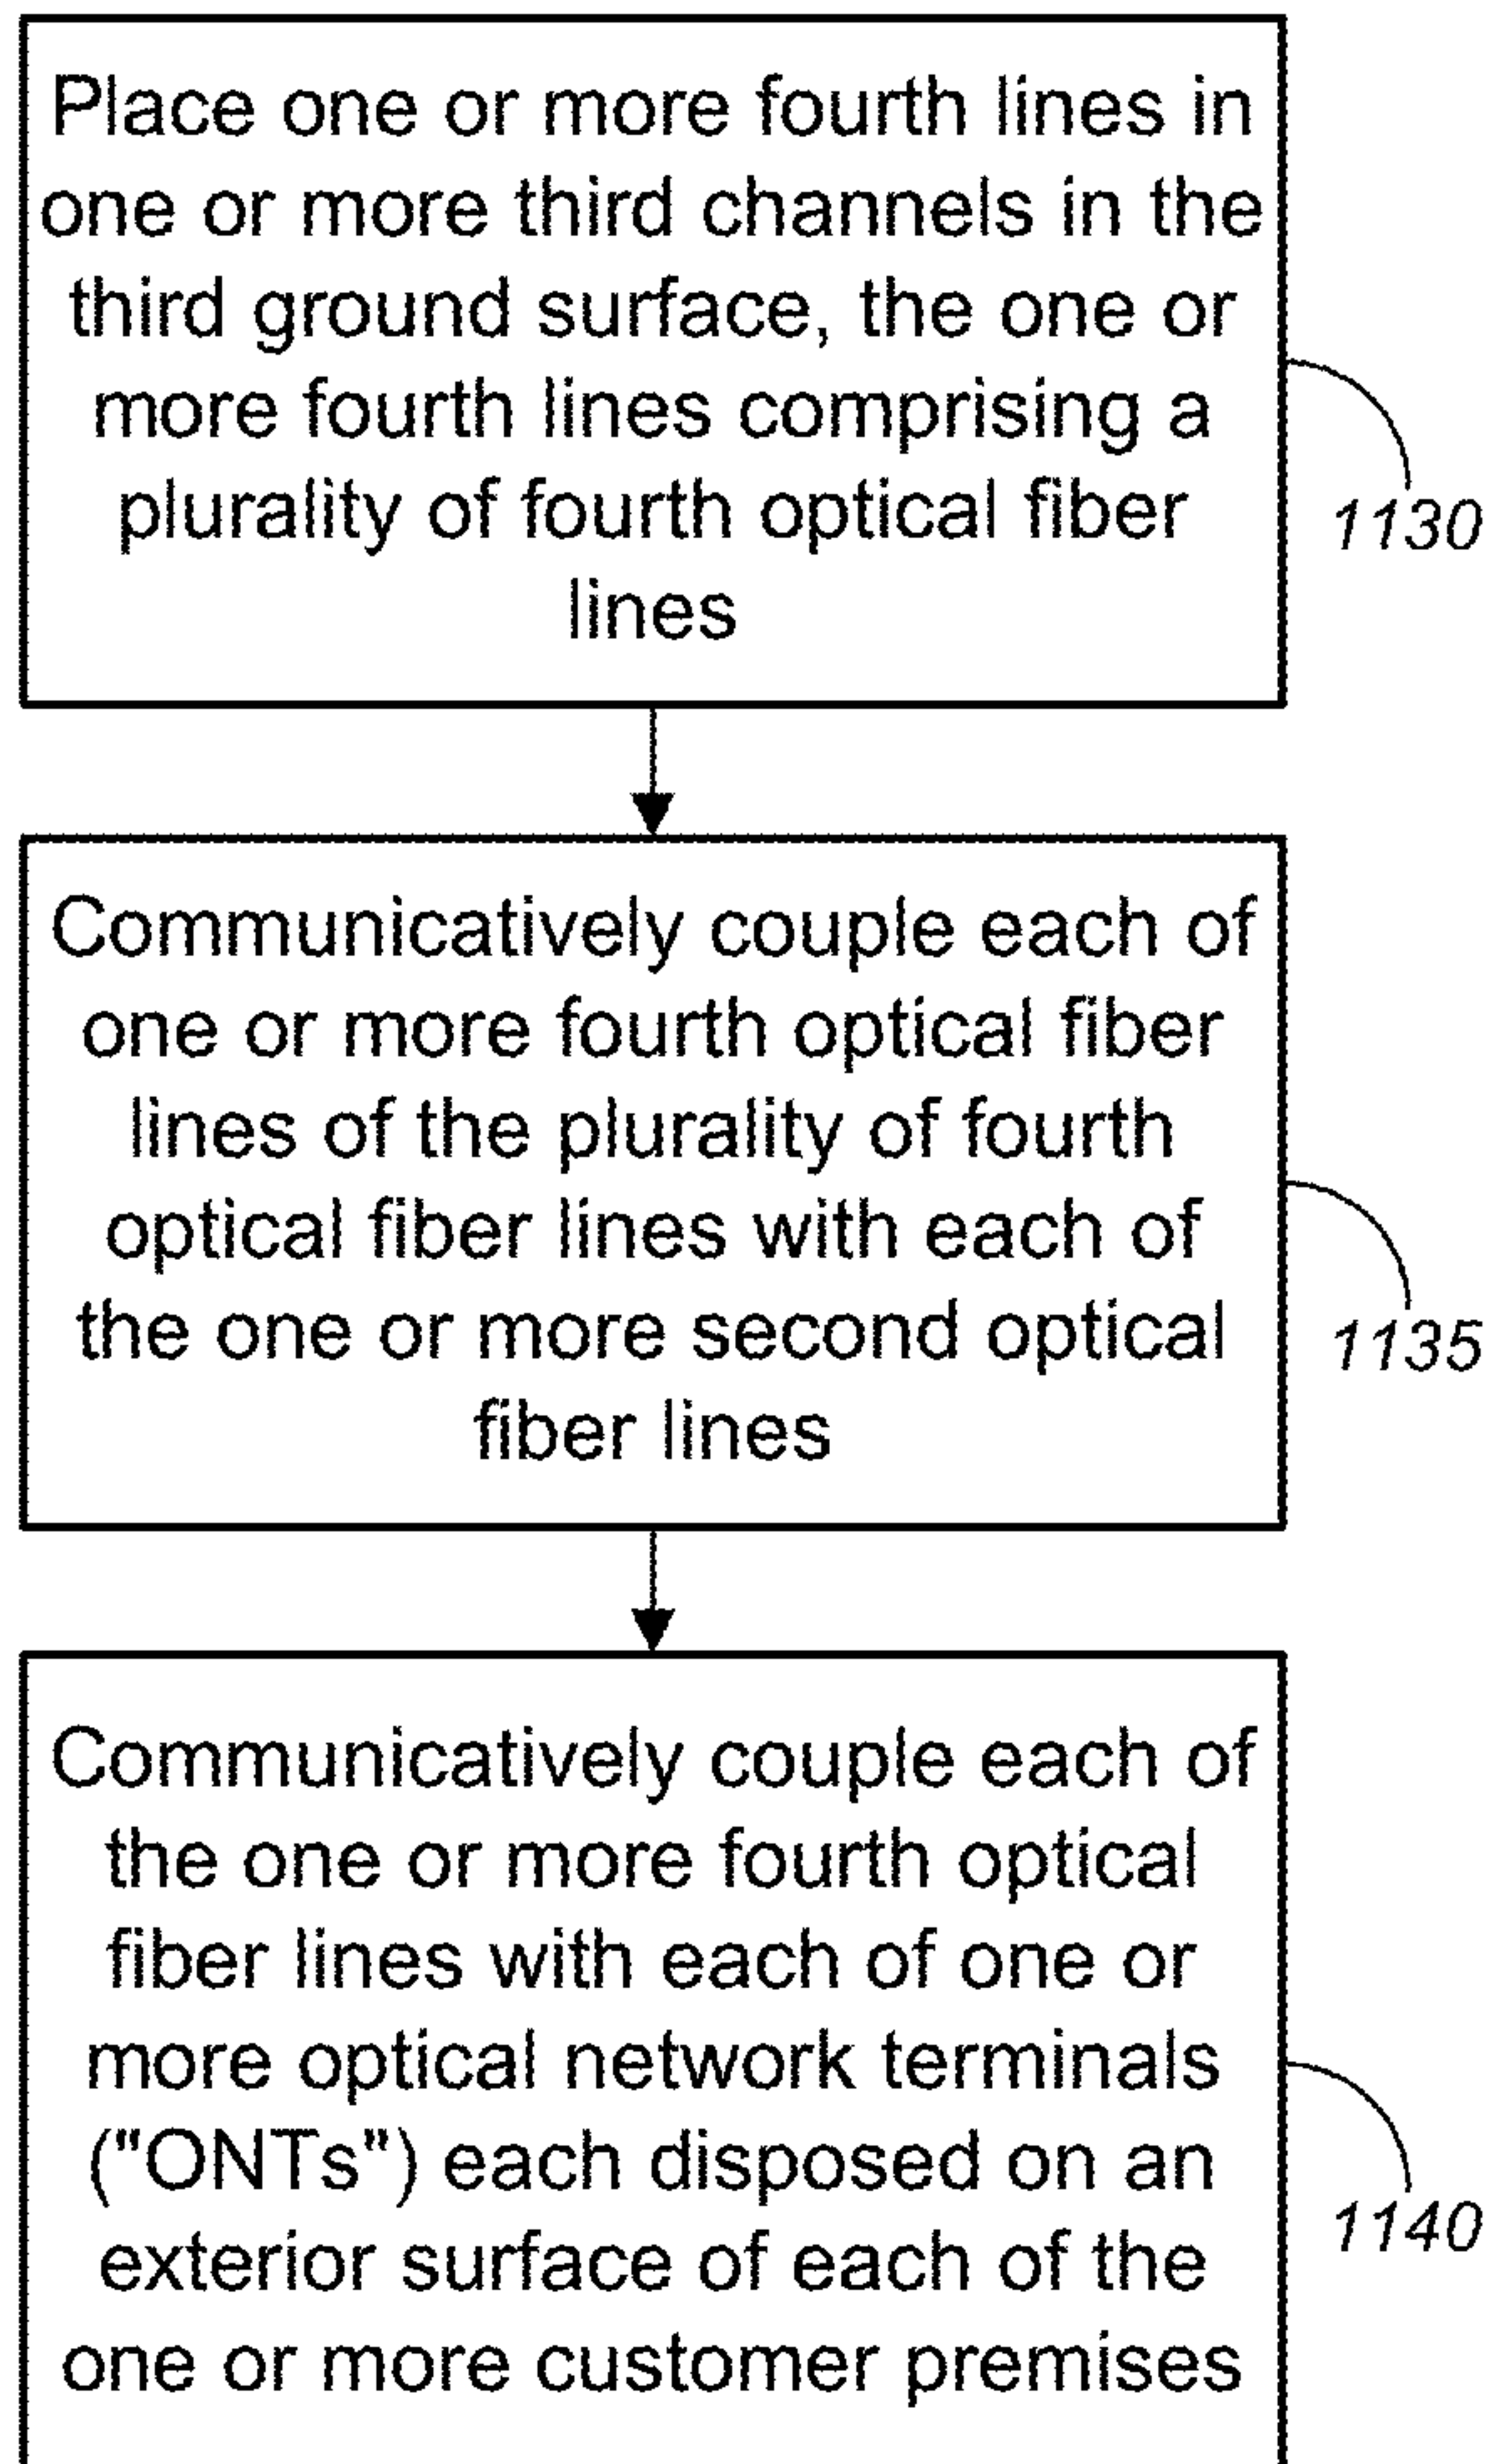 Place one or more fourth lines in
one or more third channels in the
third ground surface, the one or
more fourth lines comprising a
plurality of fourth optical fiber
lines
1130
Communicatively couple each of
one or more fourth optical fiber
lines of the plurality of fourth
optical fiber lines with each of
the one or more second optical
fiber lines
1135
Communicatively couple each of
the one or more fourth optical
fiber lines with each of one or
more optical network terminals
("ONTs") each disposed on an
exterior surface of each of the
one or more customer premises
1140